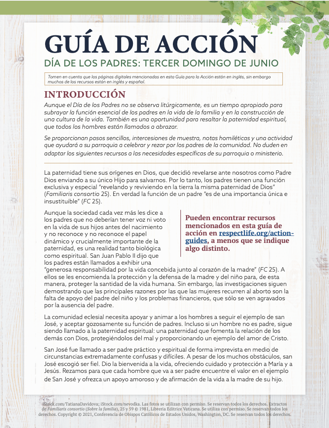 GUÍA DE ACCIÓN
DÍA DE LOS PADRES: TERCER DOMINGO DE JUNIO
Tomen en cuenta que las páginas digitales mencionadas en esta Guía para la Acción están en inglés, sin embargo
muchos de los recursos están en inglés y español.
INTRODUCCIÓN
Aunque el Día de los Padres no se observa litúrgicamente, es un tiempo apropiado para
subrayar la función esencial de los padres en la vida de la familia y en la construcción de
una cultura de la vida. También es una oportunidad para resaltar la paternidad espiritual,
que todos los hombres están llamados a abrazar.
Se proporcionan pasos sencillos, intercesiones de muestra, notas homiléticas y una actividad
que ayudará a su parroquia a celebrar y rezar por los padres de la comunidad. No duden en
adaptar los siguientes recursos a las necesidades específicas de su parroquia o ministerio.
La paternidad tiene sus orígenes en Dios, que decidió revelarse ante nosotros como Padre
Dios enviando a su único Hijo para salvarnos. Por lo tanto, los padres tienen una función
exclusiva y especial “revelando y reviviendo en la tierra la misma paternidad de Dios”
(Familiaris consortio 25). En verdad la función de un padre “es de una importancia única e
insustituible” (FC 25).
Aunque la sociedad cada vez más les dice a
los padres que no deberían tener voz ni voto
en la vida de sus hijos antes del nacimiento
y no reconoce y no reconoce el papel
dinámico y crucialmente importante de la
paternidad, es una realidad tanto biológica
como espiritual. San Juan Pablo II dijo que
los padres están llamados a exhibir una
“generosa responsabilidad por la vida concebida junto al corazón de la madre” (FC 25). A
ellos se les encomienda la protección y la defensa de la madre y del niño para, de esta
manera, proteger la santidad de la vida humana. Sin embargo, las investigaciones siguen
demostrando que las principales razones por las que las mujeres recurren al aborto son la
falta de apoyo del padre del niño y los problemas financieros, que sólo se ven agravados
por la ausencia del padre.
Pueden encontrar recursos
mencionados en esta guía de
acción en respectlife.org/action-
guides, a menos que se indique
algo distinto.
La comunidad eclesial necesita apoyar y animar a los hombres a seguir el ejemplo de san
José, y aceptar gozosamente su función de padres. Incluso si un hombre no es padre, sigue
siendo llamado a la paternidad espiritual: una paternidad que fomenta la relación de los
demás con Dios, protegiéndolos del mal y proporcionando un ejemplo del amor de Cristo.
San José fue llamado a ser padre práctico y espiritual de forma imprevista en medio de
circunstancias extremadamente confusas y difíciles. A pesar de los muchos obstáculos, san
José escogió ser fiel. Dio la bienvenida a la vida, ofreciendo cuidado y protección a María y a
Jesús. Rezamos para que cada hombre que va a ser padre encuentre el valor en el ejemplo
de San José y ofrezca un apoyo amoroso y de afirmación de la vida a la madre de su hijo.